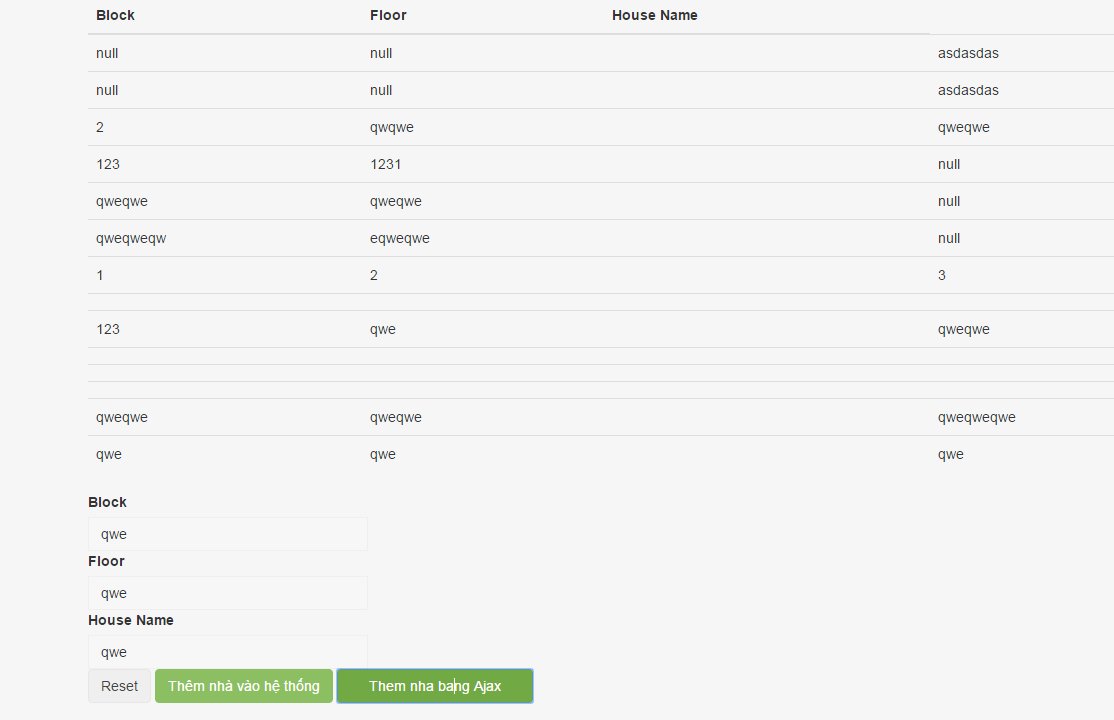 Block Floor House Name
null null asdasdas
null null asdasdas
2 qwqwe qweqwe
123 1231 null
qweqwe qweqwe null
qweqweqw eqweqwe null
1 2 3
123 qwe qweqwe
qweqwe qweqwe qweqweqwe
qwe qwe qwe
Block
qwe
Floor
qwe
House Name
qwe
Reset Thêm nhà vào hệ thống Them nha bang Ajax